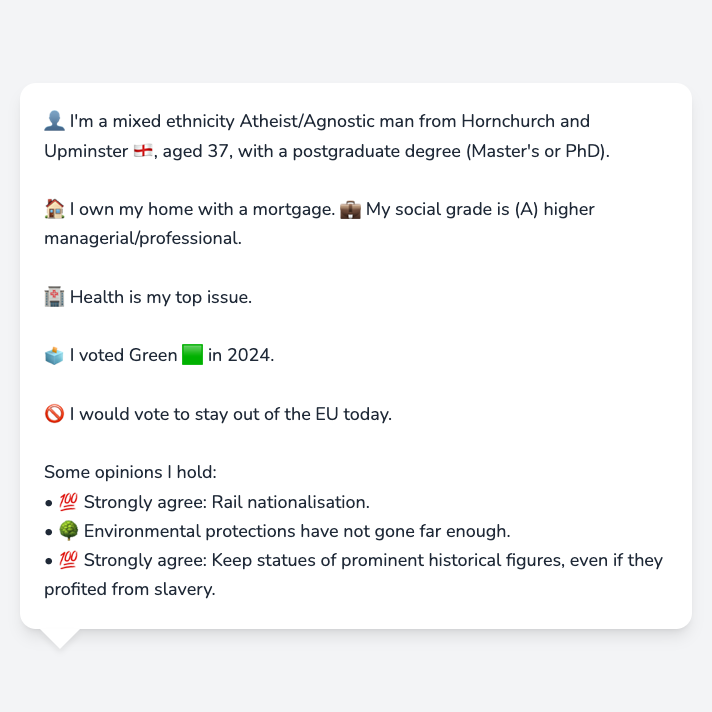 👤 I'm a mixed ethnicity Atheist/Agnostic man from Hornchurch and
Upminster 🏴󠁧󠁢󠁥󠁮󠁧󠁿, aged 37, with a postgraduate degree (Master's or PhD).
🏠 I own my home with a mortgage. 💼 My social grade is (A) higher
managerial/professional.
🏥 Health is my top issue.
🗳️ I voted Green 🟩 in 2024.
🚫 I would vote to stay out of the EU today.
Some opinions I hold:
• 💯 Strongly agree: Rail nationalisation.
• 🌳 Environmental protections have not gone far enough.
• 💯 Strongly agree: Keep statues of prominent historical figures, even if they
profited from slavery.